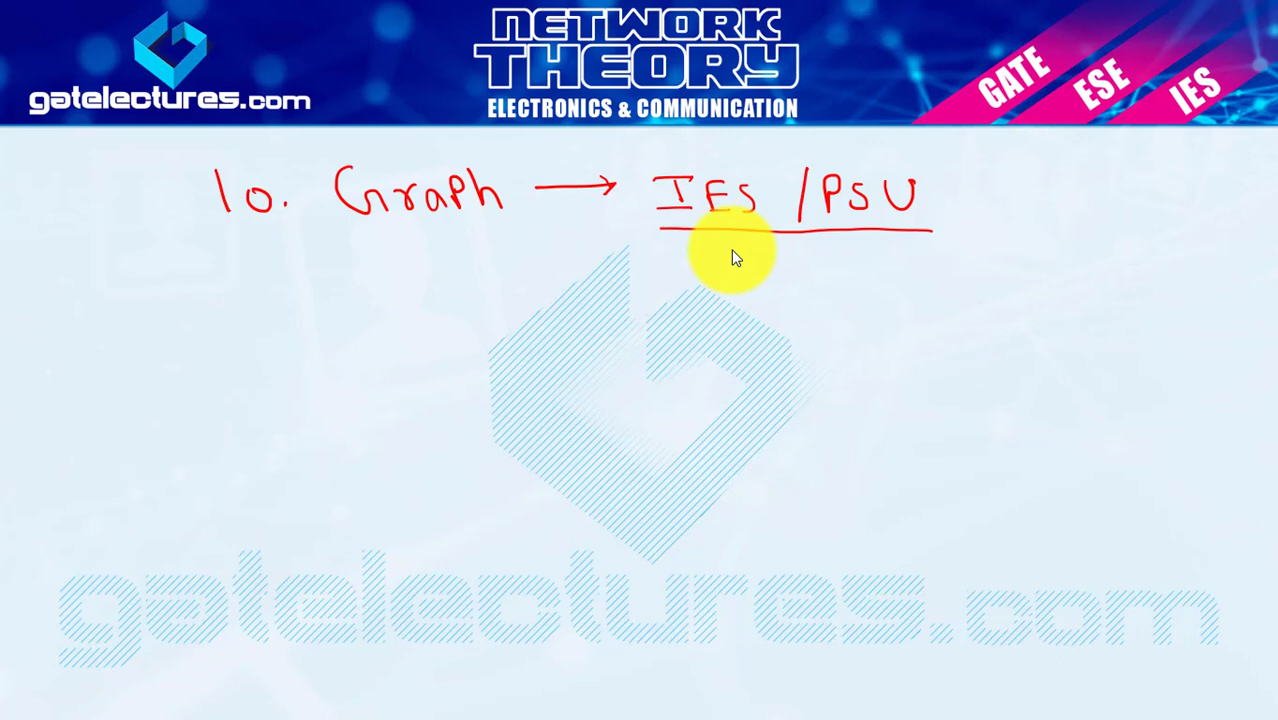 gatelectures.com
NETWORK
THEORY
ELECTRONICS & COMMUNICATION
GATE
ESE
IES
10. Graph → IES / PSU
gatelectures.com